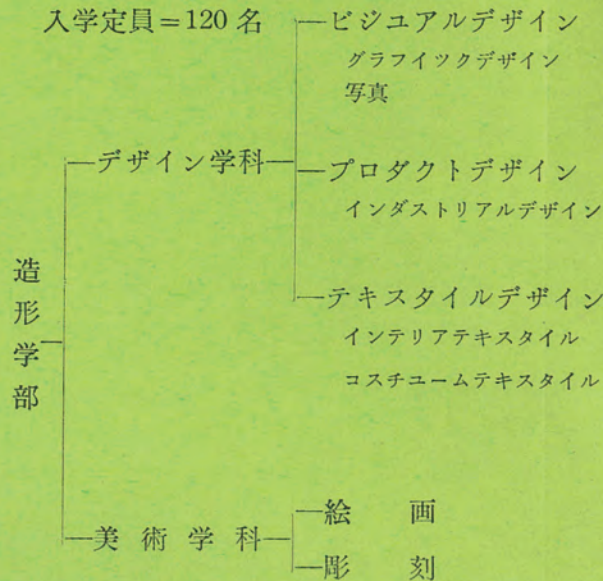 入学定員＝120名
造形学部
デザイン学科
ビジユアルデザイン
グラフイツクデザイン
写真
プロダクトデザイン
インダストリアルデザイン
テキスタイルデザイン
インテリアテキスタイル
コスチユームテキスタイル
美術学科
絵画
彫刻